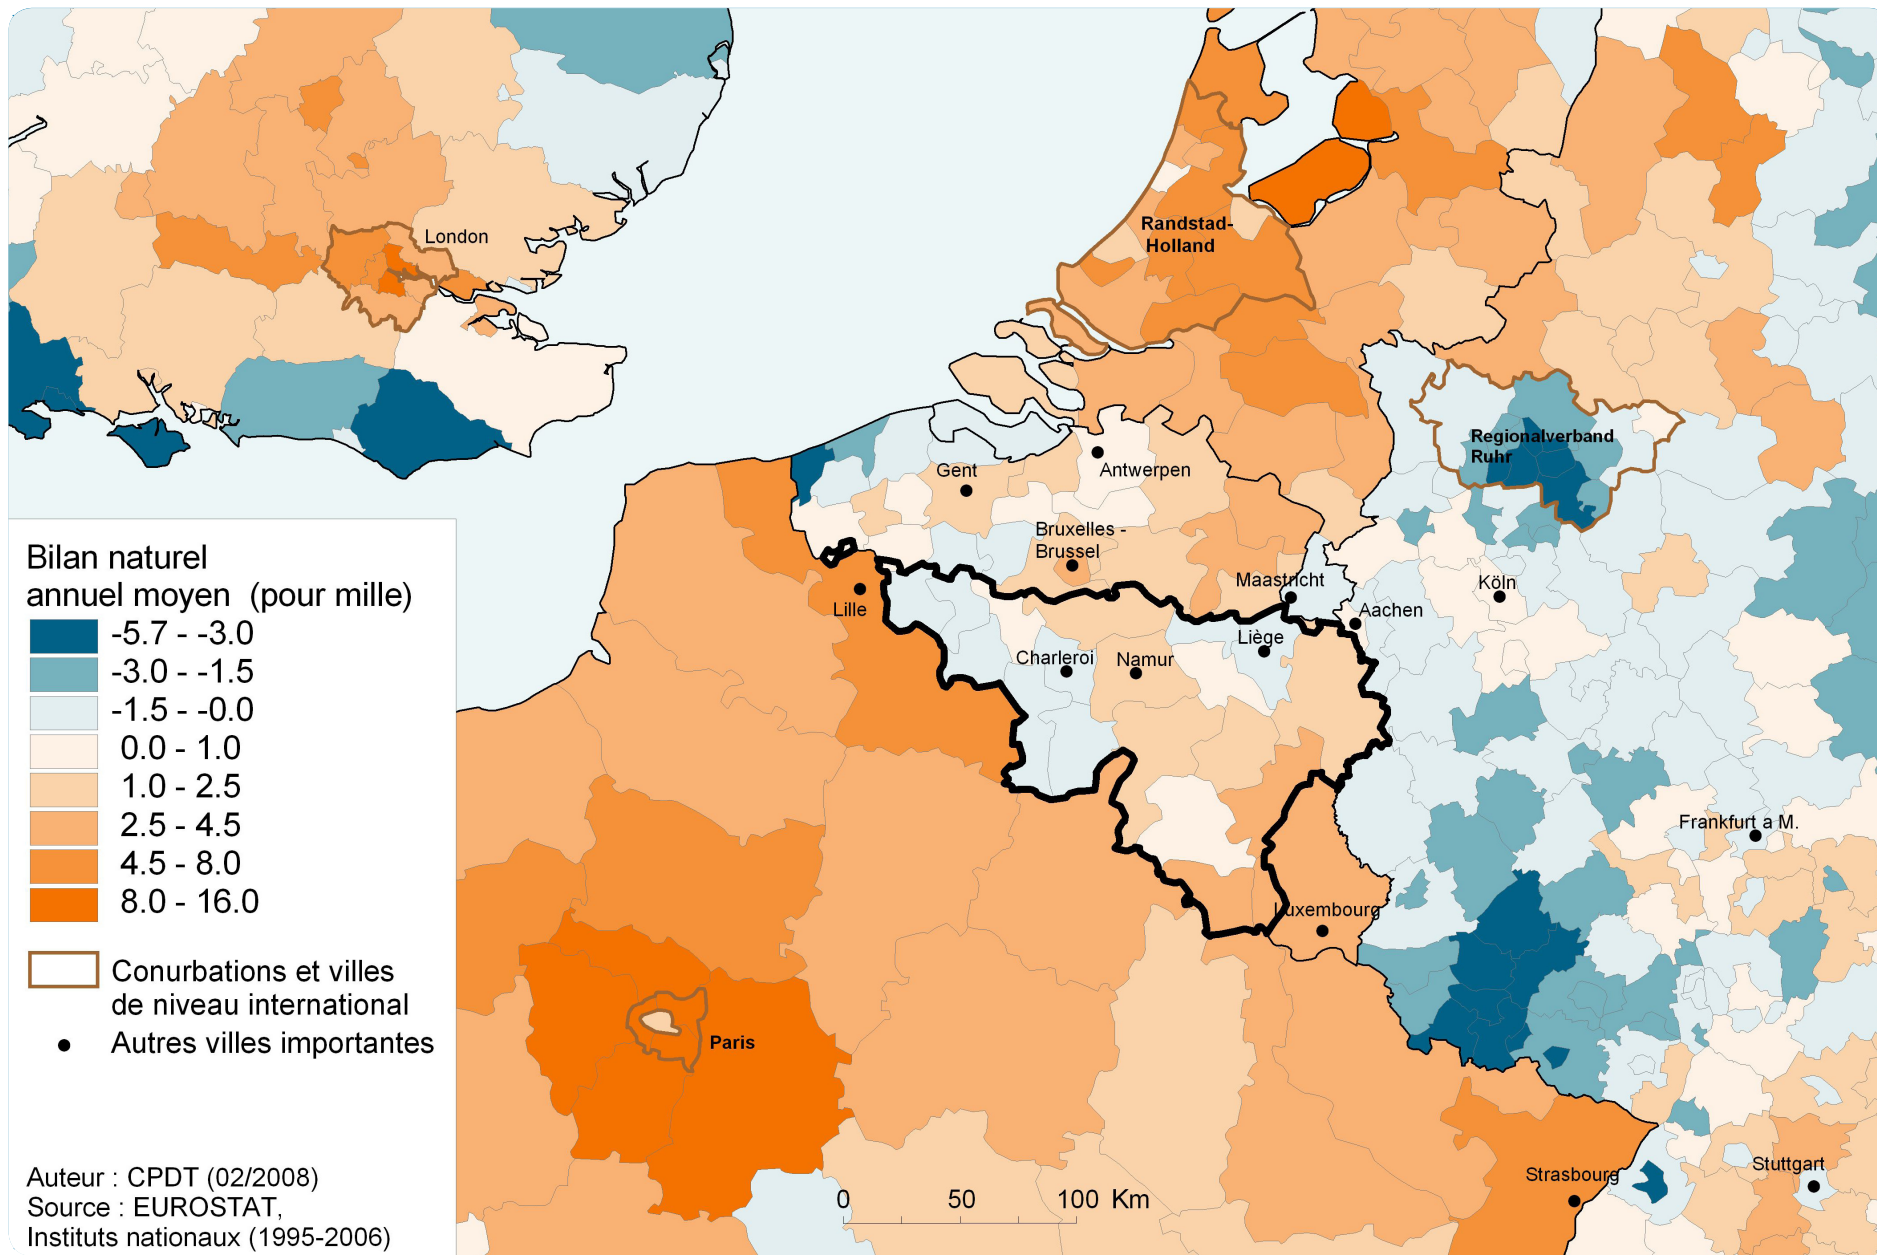 London
Randstad-
Holland
Regionalverband
Ruhr
Gent
Antwerpen
Bruxelles -
Brussel
Maastricht
Aachen
Köln
Lille
Liège
Charleroi
Namur
Frankfurt a M.
Luxembourg
Paris
Strasbourg
Stuttgart
Bilan naturel
annuel moyen (pour mille)
-5.7 - -3.0
-3.0 - -1.5
-1.5 - -0.0
0.0 - 1.0
1.0 - 2.5
2.5 - 4.5
4.5 - 8.0
8.0 - 16.0
Conurbations et villes
de niveau international
Autres villes importantes
Auteur : CPDT (02/2008)
Source : EUROSTAT,
Instituts nationaux (1995-2006)
0 50 100 Km